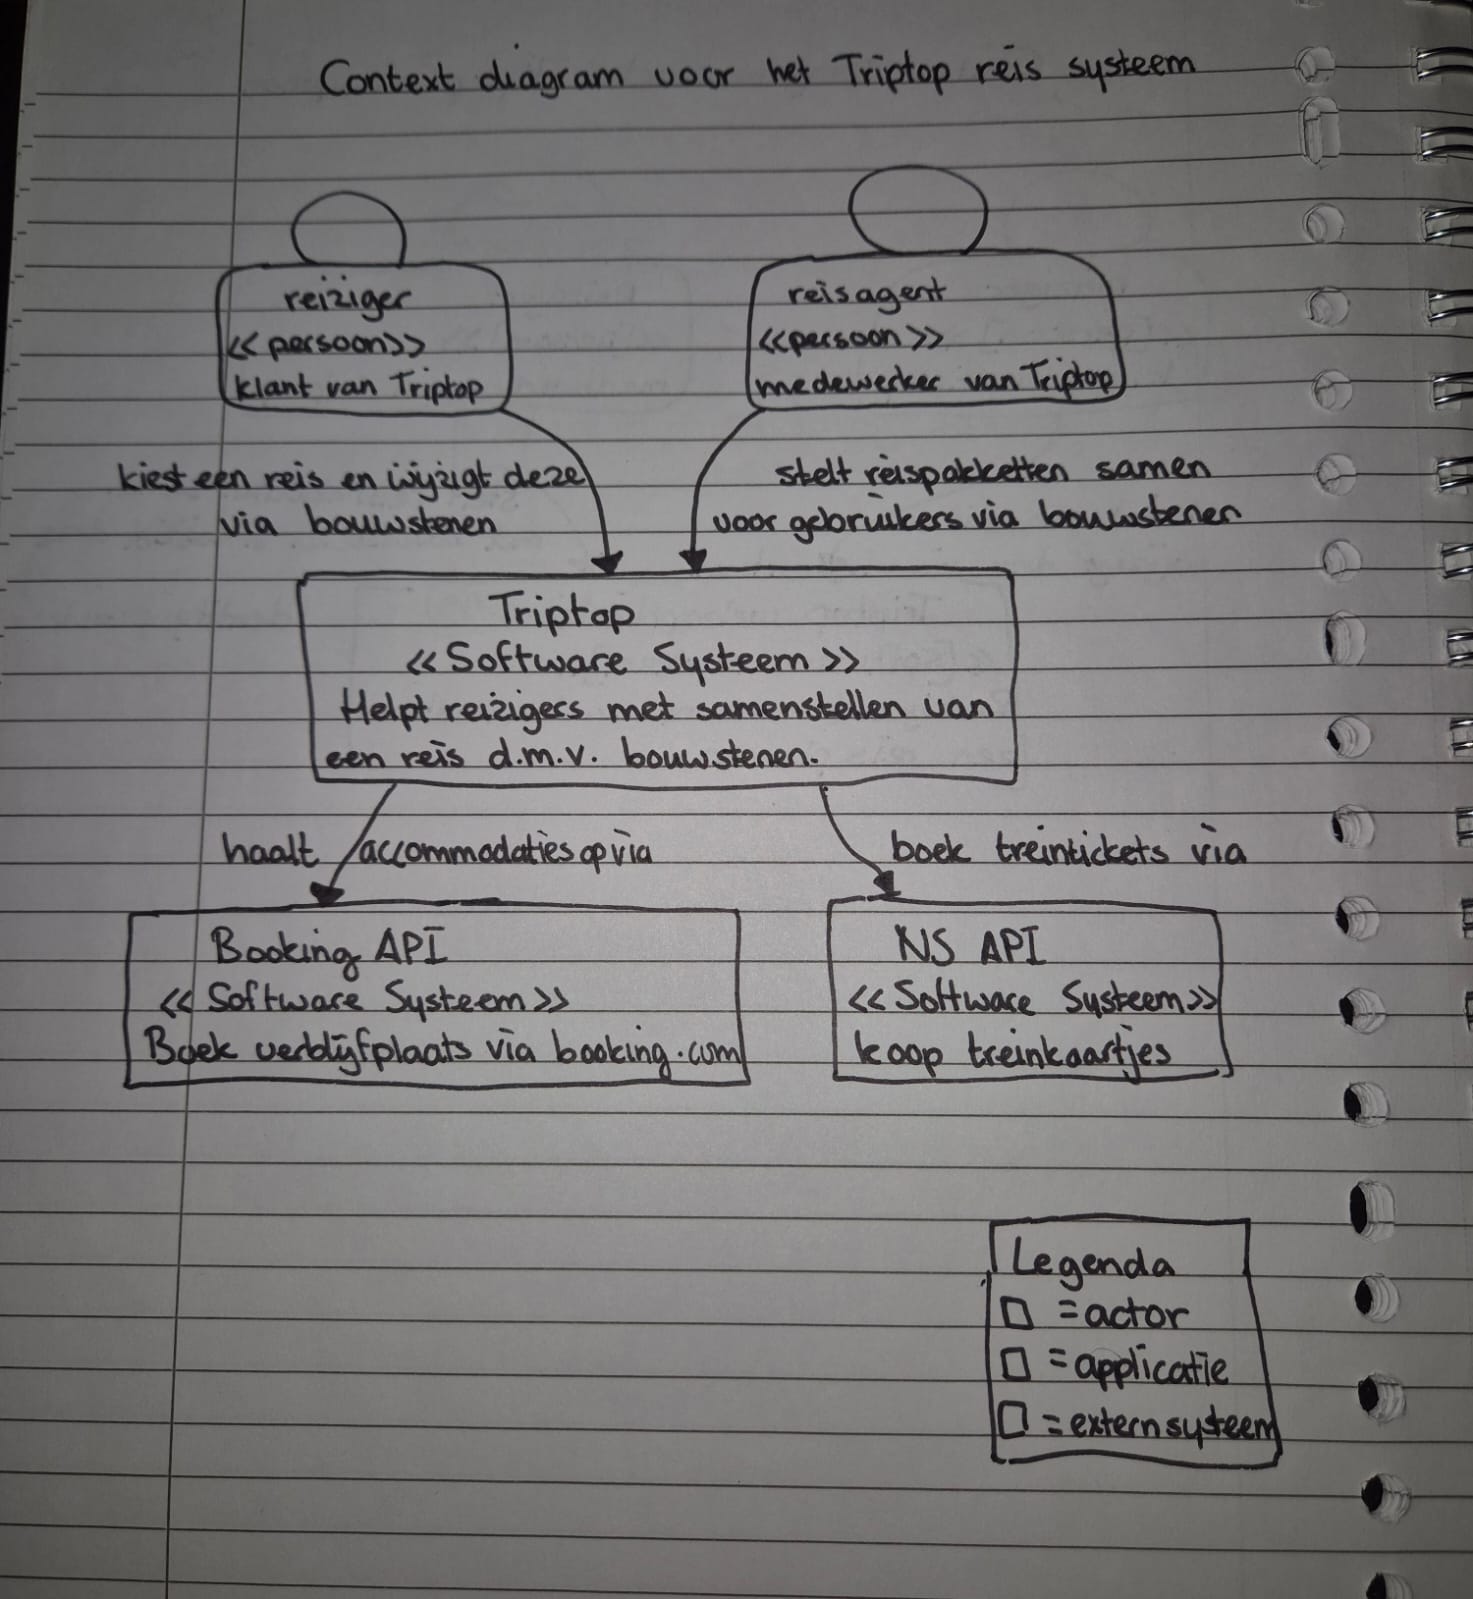 Context diagram voor het Triptop reis systeem
reiziger
<<persoon>>
klant van Triptop
reisagent
<<persoon>>
medewerker van Triptop
kiest een reis en wijzigt deze
via bouwstenen
stelt reispakketten samen
voor gebruikers via bouwstenen
Triptop
<<Software Systeem>>
Helpt reizigers met samenstellen van
een reis d.m.v. bouwstenen.
haalt accommodaties op via
boek treintickets via
Booking API
<<Software Systeem>>
Boek verblijfplaats via booking.com
NS API
<<Software Systeem>>
koop treinkaartjes
Legenda
□ =actor
□ =applicatie
□ =extern systeem